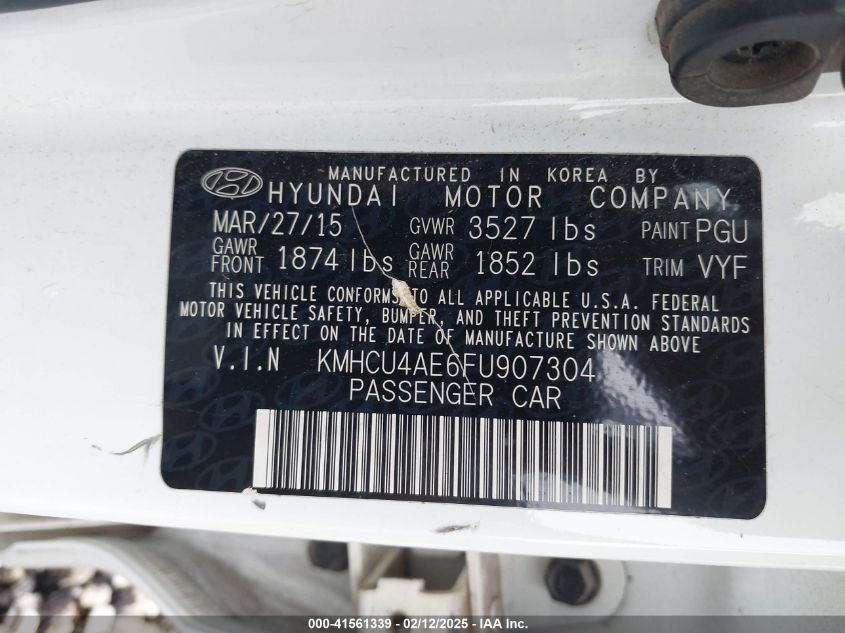 MANUFACTURED IN KOREA BY
HYUNDAI MOTOR COMPANY
MAR/27/15 GVWR 3527 lbs PAINT PGU
GAWR FRONT 1874 lbs GAWR REAR 1852 lbs TRIM VYF
THIS VEHICLE CONFORMS TO ALL APPLICABLE U.S.A. FEDERAL
MOTOR VEHICLE SAFETY, BUMPER, AND THEFT PREVENTION STANDARDS
IN EFFECT ON THE DATE OF MANUFACTURE SHOWN ABOVE
V.I.N KMHCU4AE6FU907304
PASSENGER CAR
000-41561339 - 02/12/2025 - IAA Inc.